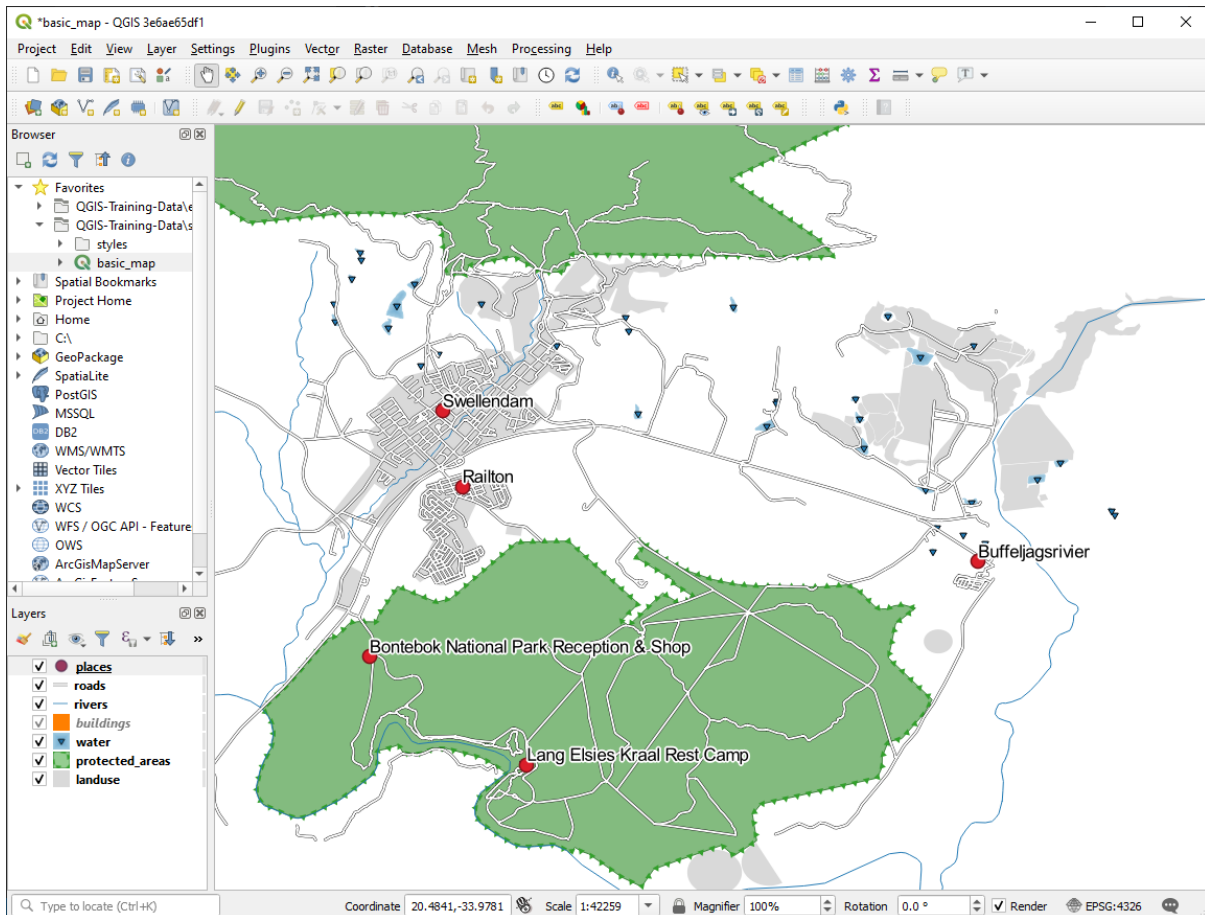 *basic_map - QGIS 3e6ae65df1
Project Edit View Layer Settings Plugins Vector Raster Database Mesh Processing Help
Browser
Favorites
QGIS-Training-Data\e
QGIS-Training-Data\s
styles
basic_map
Spatial Bookmarks
Project Home
Home
C:\
GeoPackage
SpatiaLite
PostGIS
MSSQL
DB2
WMS/WMTS
Vector Tiles
XYZ Tiles
WCS
WFS / OGC API - Feature
OWS
ArcGisMapServer
Layers
places
roads
rivers
buildings
water
protected_areas
landuse
Swellendam
Railton
Buffeljagsrivier
Bontebok National Park Reception & Shop
Lang Elsies Kraal Rest Camp
Type to locate (Ctrl+K) Coordinate 20.4841,-33.9781 Scale 1:42259 Magnifier 100% Rotation 0.0 ° Render EPSG:4326